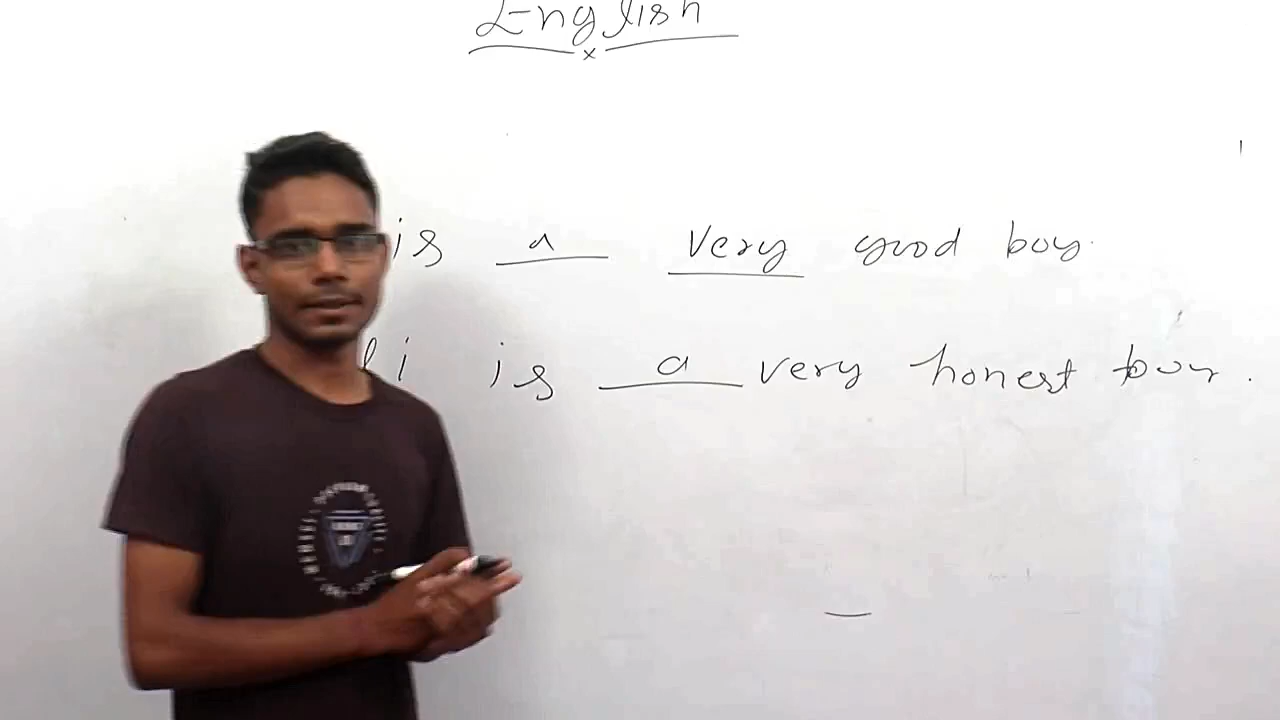 English
is a very good boy.
is a very honest boy.